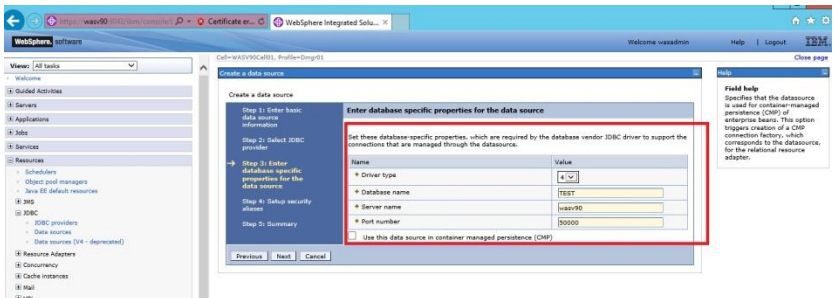 https://wasv90:9043/ibm/console/l
Certificate er...
WebSphere Integrated Solu...
WebSphere. software
Welcome wasadmin
Help | Logout
IBM
View: All tasks
Cell=WASV90Cell01, Profile=Dmgr01
Close page
Welcome
Guided Activities
Servers
Applications
Jobs
Services
Resources
Schedulers
Object pool managers
Java EE default resources
JMS
JDBC
JDBC providers
Data sources
Data sources (V4 - deprecated)
Resource Adapters
Concurrency
Cache instances
Mail
URL
Create a data source
Create a data source
Step 1: Enter basic
data source
information
Step 2: Select JDBC
provider
Step 3: Enter
database specific
properties for the
data source
Step 4: Setup security
aliases
Step 5: Summary
Enter database specific properties for the data source
Set these database-specific properties, which are required by the database vendor JDBC driver to support the
connections that are managed through the datasource.
Name Value
* Driver type 4
* Database name TEST
* Server name wasv90
* Port number 50000
Use this data source in container managed persistence (CMP)
Previous Next Cancel
Help
Field help
Specifies that the datasource
is used for container-managed
persistence (CMP) of
enterprise beans. This option
triggers creation of a CMP
connection factory, which
corresponds to the datasource,
for the relational resource
adapter.